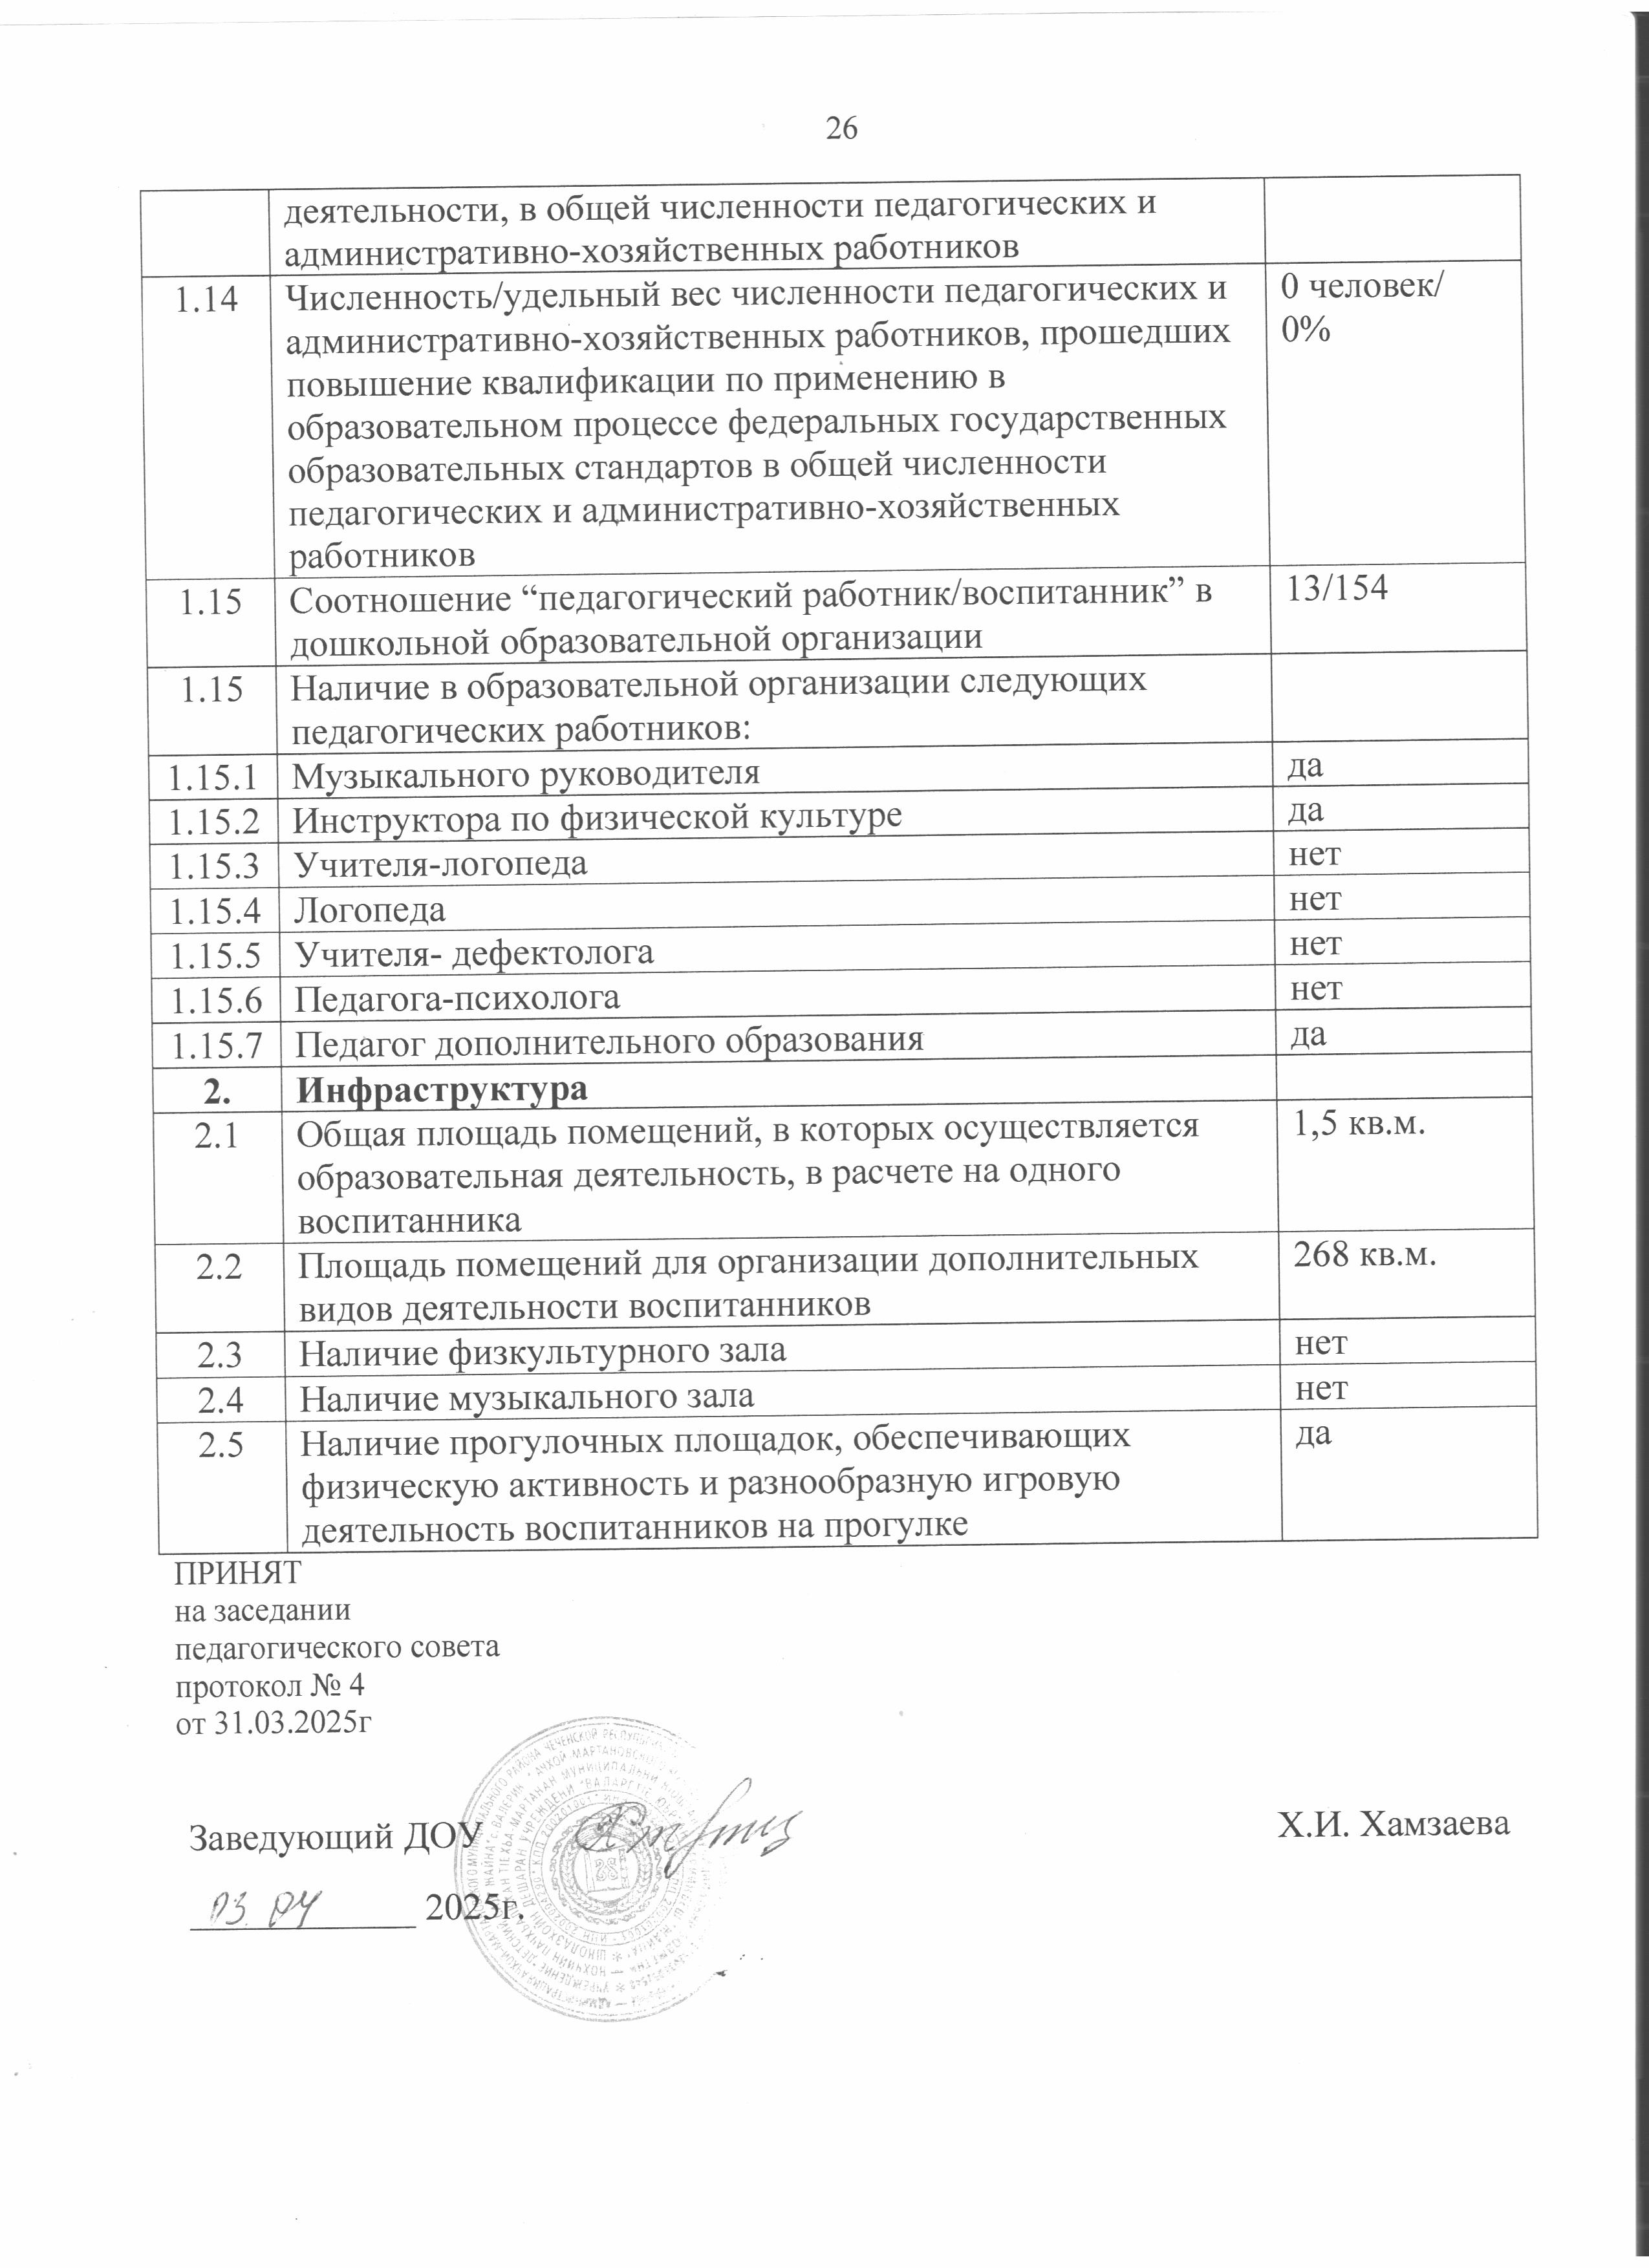 26
деятельности, в общей численности педагогических и
административно-хозяйственных работников
1.14 Численность/удельный вес численности педагогических и 0 человек/
административно-хозяйственных работников, прошедших 0%
повышение квалификации по применению в
образовательном процессе федеральных государственных
образовательных стандартов в общей численности
педагогических и административно-хозяйственных
работников
1.15 Соотношение “педагогический работник/воспитанник” в 13/154
дошкольной образовательной организации
1.15 Наличие в образовательной организации следующих
педагогических работников:
1.15.1 Музыкального руководителя да
1.15.2 Инструктора по физической культуре да
1.15.3 Учителя-логопеда нет
1.15.4 Логопеда нет
1.15.5 Учителя- дефектолога нет
1.15.6 Педагога-психолога нет
1.15.7 Педагог дополнительного образования да
2. Инфраструктура
2.1 Общая площадь помещений, в которых осуществляется 1,5 кв.м.
образовательная деятельность, в расчете на одного
воспитанника
2.2 Площадь помещений для организации дополнительных 268 кв.м.
видов деятельности воспитанников
2.3 Наличие физкультурного зала нет
2.4 Наличие музыкального зала нет
2.5 Наличие прогулочных площадок, обеспечивающих да
физическую активность и разнообразную игровую
деятельность воспитанников на прогулке
ПРИНЯТ
на заседании
педагогического совета
протокол № 4
от 31.03.2025г
Заведующий ДОУ Х.И. Хамзаева
03.04 2025г.